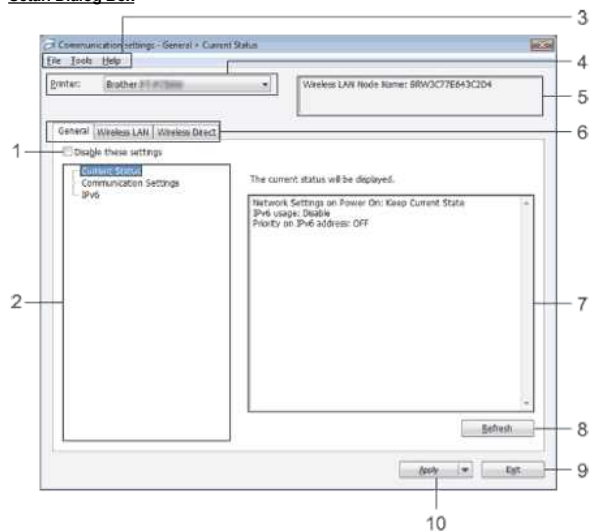 3
Communication settings - General > Current Status
File Tools Help
4
Printer: Brother
Wireless LAN Node Name: BRW3C77E643C2D4
5
General Wireless LAN Wireless Direct
6
1
Disable these settings
Current Status
Communication Settings
IPv6
The current status will be displayed.
Network Settings on Power On: Keep Current State
IPv6 usage: Disable
Priority on IPv6 address: OFF
2
7
Refresh
8
Apply
Exit
9
10